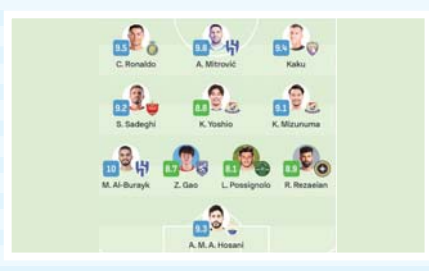 9.5 9.8 9.4
C. Ronaldo A. Mitrović Kaku
9.2 8.8 9.1
S. Sadeghi K. Yoshio K. Mizunuma
10 8.7 8.1 8.9
M. Al-Burayk Z. Gao L. Possignolo R. Rezaeian
9.3
A. M. A. Hosani